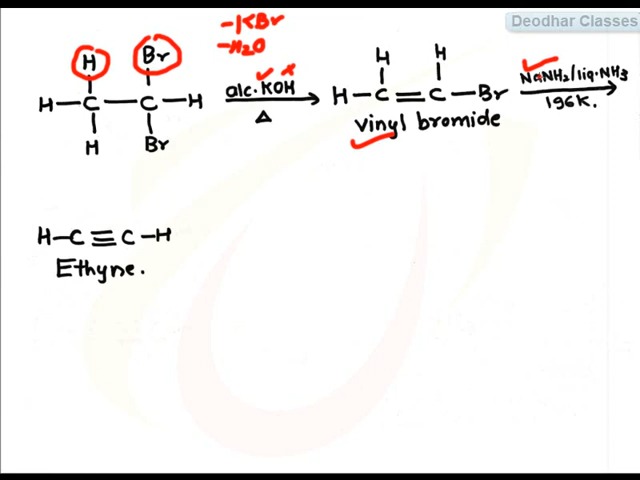 Deodhar Classes
-KBr
-H2O
H Br
H-C-C-H
H Br
alc.KOH
Δ
H H
H-C=C-Br
vinyl bromide
NaNH2/liq.NH3
196K.
H-C≡C-H
Ethyne.